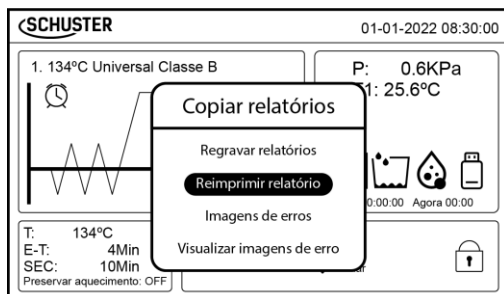 SCHUSTER
01-01-2022 08:30:00
1. 134ºC Universal Classe B
P: 0.6KPa
1: 25.6ºC
Copiar relatórios
Regravar relatórios
Reimprimir relatório
Imagens de erros
Visualizar imagens de erro
0:00:00 Agora 00:00
T: 134ºC
E-T: 4Min
SEC: 10Min
Preservar aquecimento: OFF